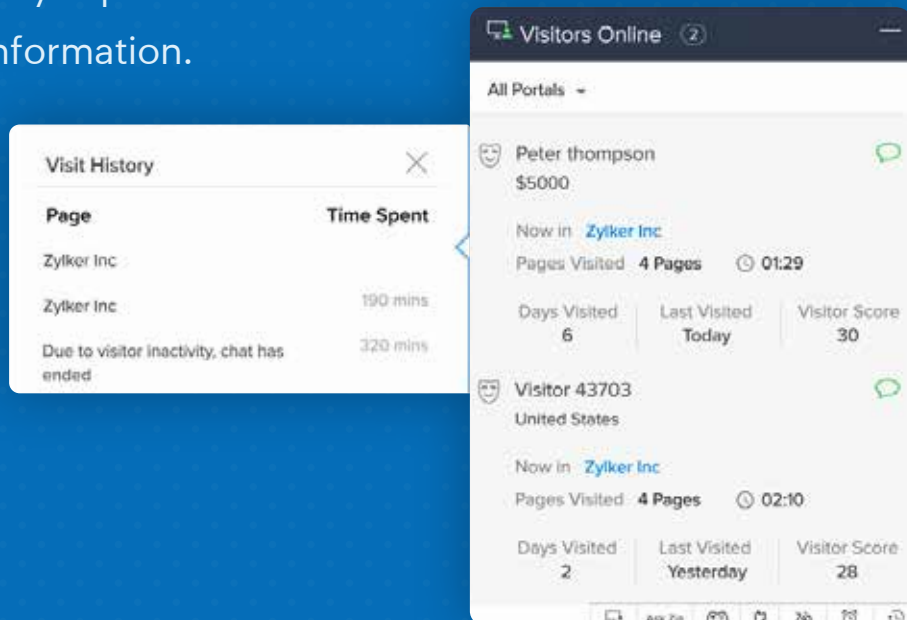 nformation.
Visit History
Page Time Spent
Zylker Inc
Zylker Inc 190 mins
Due to visitor inactivity, chat has 320 mins
ended
Visitors Online 2
All Portals
Peter thompson
$5000
Now in Zylker Inc
Pages Visited 4 Pages 01:29
Days Visited Last Visited Visitor Score
6 Today 30
Visitor 43703
United States
Now in Zylker Inc
Pages Visited 4 Pages 02:10
Days Visited Last Visited Visitor Score
2 Yesterday 28